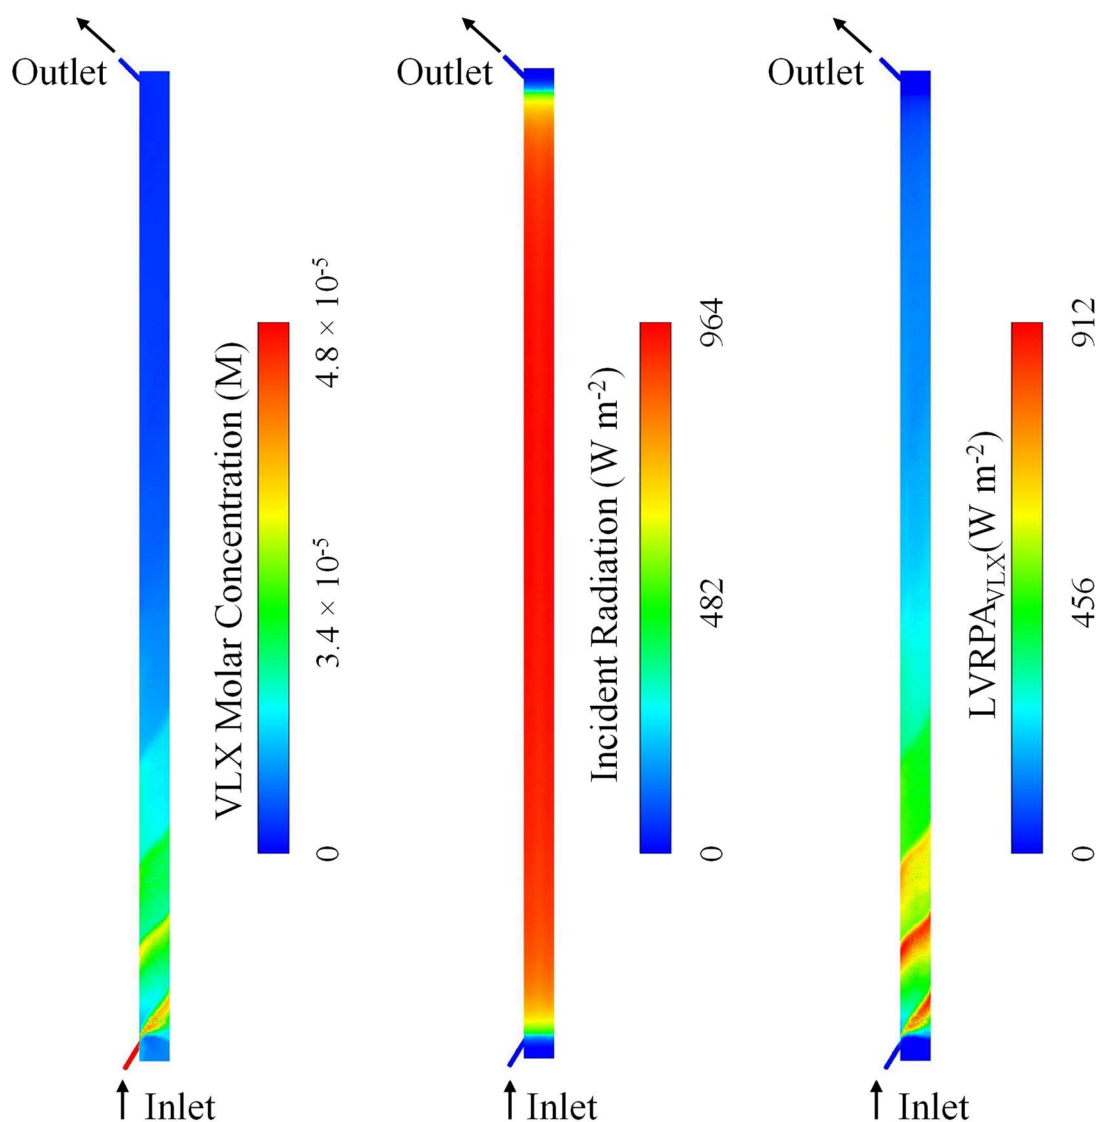 Outlet
VLX Molar Concentration (M)
4.8 × 10⁻⁵
3.4 × 10⁻⁵
0
Inlet
Outlet
Incident Radiation (W m⁻²)
964
482
0
Inlet
Outlet
LVRPA_VLX(W m⁻²)
912
456
0
Inlet